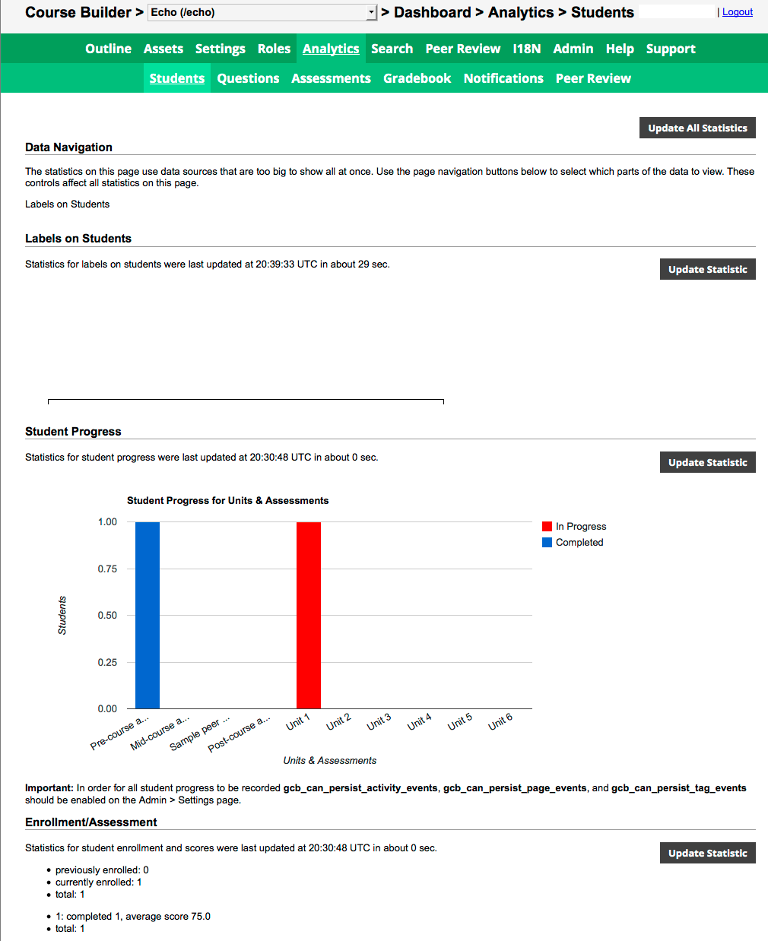 Course Builder > Echo (/echo) > Dashboard > Analytics > Students | Logout
Outline Assets Settings Roles Analytics Search Peer Review I18N Admin Help Support
Students Questions Assessments Gradebook Notifications Peer Review
Update All Statistics
Data Navigation
The statistics on this page use data sources that are too big to show all at once. Use the page navigation buttons below to select which parts of the data to view. These
controls affect all statistics on this page.
Labels on Students
Labels on Students
Statistics for labels on students were last updated at 20:39:33 UTC in about 29 sec.
Update Statistic
Student Progress
Statistics for student progress were last updated at 20:30:48 UTC in about 0 sec.
Update Statistic
Student Progress for Units & Assessments
1.00
0.75
0.50
0.25
0.00
Students
In Progress
Completed
Pre-course a...
Mid-course a...
Sample peer ...
Post-course a...
Unit 1
Unit 2
Unit 3
Unit 4
Unit 5
Unit 6
Units & Assessments
Important: In order for all student progress to be recorded gcb_can_persist_activity_events, gcb_can_persist_page_events, and gcb_can_persist_tag_events
should be enabled on the Admin > Settings page.
Enrollment/Assessment
Statistics for student enrollment and scores were last updated at 20:30:48 UTC in about 0 sec.
Update Statistic
• previously enrolled: 0
• currently enrolled: 1
• total: 1
• 1: completed 1, average score 75.0
• total: 1